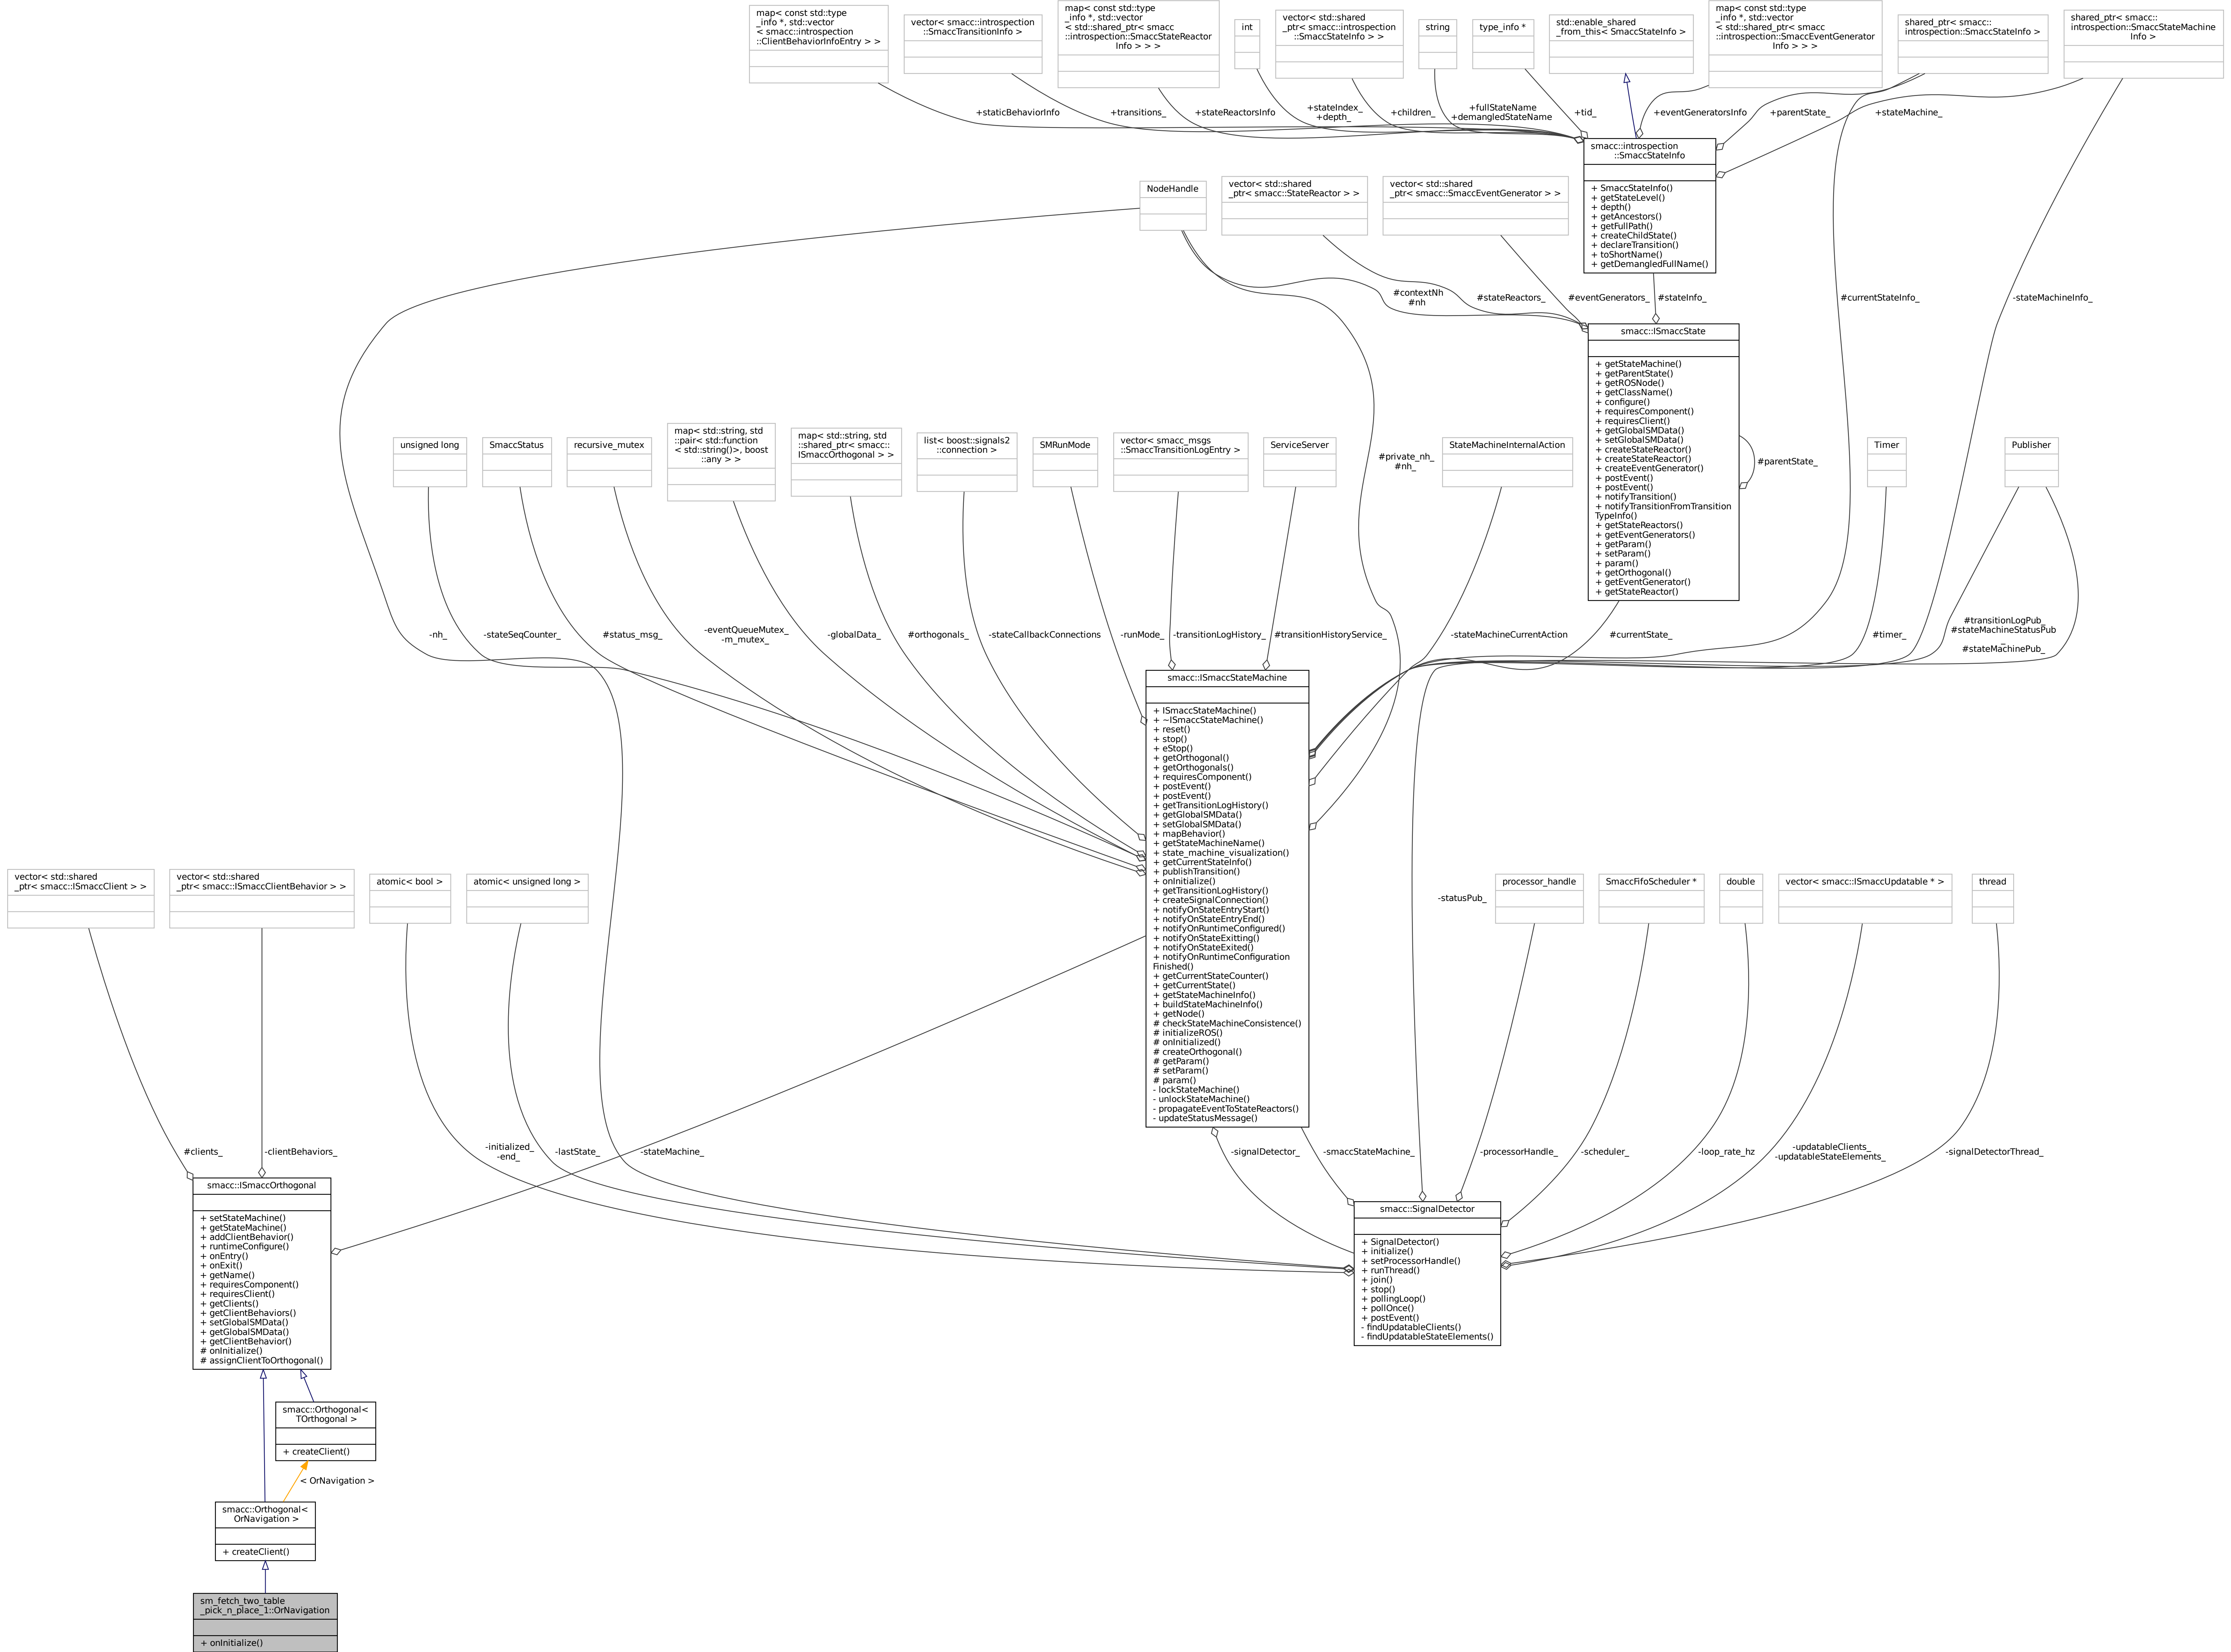 map< const std::type
_info *, std::vector
< smacc::introspection
::ClientBehaviorInfoEntry > >
vector< smacc::introspection
::SmaccTransitionInfo >
map< const std::type
_info *, std::vector
< std::shared_ptr< smacc
::introspection::SmaccStateReactor
Info > > >
int
vector< std::shared
_ptr< smacc::introspection
::SmaccStateInfo > >
string
type_info *
std::enable_shared
_from_this< SmaccStateInfo >
map< const std::type
_info *, std::vector
< std::shared_ptr< smacc
::introspection::SmaccEventGenerator
Info > > >
shared_ptr< smacc::
introspection::SmaccStateInfo >
shared_ptr< smacc::
introspection::SmaccStateMachine
Info >
+staticBehaviorInfo
+transitions_
+stateReactorsInfo
+stateIndex_
+depth_
+children_
+fullStateName
+demangledStateName
+tid_
+eventGeneratorsInfo
+parentState_
+stateMachine_
smacc::introspection
::SmaccStateInfo
+ SmaccStateInfo()
+ getStateLevel()
+ depth()
+ getAncestors()
+ getFullPath()
+ createChildState()
+ declareTransition()
+ toShortName()
+ getDemangledFullName()
NodeHandle
vector< std::shared
_ptr< smacc::StateReactor > >
vector< std::shared
_ptr< smacc::SmaccEventGenerator > >
#contextNh
#nh
#stateReactors_
#eventGenerators_
#stateInfo_
#currentStateInfo_
-stateMachineInfo_
smacc::ISmaccState
+ getStateMachine()
+ getParentState()
+ getROSNode()
+ getClassName()
+ configure()
+ requiresComponent()
+ requiresClient()
+ getGlobalSMData()
+ setGlobalSMData()
+ createStateReactor()
+ createStateReactor()
+ createEventGenerator()
+ postEvent()
+ postEvent()
+ notifyTransition()
+ notifyTransitionFromTransition
TypeInfo()
+ getStateReactors()
+ getEventGenerators()
+ getParam()
+ setParam()
+ param()
+ getOrthogonal()
+ getEventGenerator()
+ getStateReactor()
#parentState_
unsigned long
SmaccStatus
recursive_mutex
map< std::string, std
::pair< std::function
< std::string()>, boost
::any > >
map< std::string, std
::shared_ptr< smacc::
ISmaccOrthogonal > >
list< boost::signals2
::connection >
SMRunMode
vector< smacc_msgs
::SmaccTransitionLogEntry >
ServiceServer
#private_nh_
#nh_
StateMachineInternalAction
Timer
Publisher
-nh_
-stateSeqCounter_
#status_msg_
-eventQueueMutex_
-m_mutex_
-globalData_
#orthogonals_
-stateCallbackConnections
-runMode_
-transitionLogHistory_
#transitionHistoryService_
-stateMachineCurrentAction
#currentState_
#timer_
#transitionLogPub_
#stateMachineStatusPub
_
#stateMachinePub_
smacc::ISmaccStateMachine
+ ISmaccStateMachine()
+ ~ISmaccStateMachine()
+ reset()
+ stop()
+ eStop()
+ getOrthogonal()
+ getOrthogonals()
+ requiresComponent()
+ postEvent()
+ postEvent()
+ getTransitionLogHistory()
+ getGlobalSMData()
+ setGlobalSMData()
+ mapBehavior()
+ getStateMachineName()
+ state_machine_visualization()
+ getCurrentStateInfo()
+ publishTransition()
+ onInitialize()
+ getTransitionLogHistory()
+ createSignalConnection()
+ notifyOnStateEntryStart()
+ notifyOnStateEntryEnd()
+ notifyOnRuntimeConfigured()
+ notifyOnStateExitting()
+ notifyOnStateExited()
+ notifyOnRuntimeConfiguration
Finished()
+ getCurrentStateCounter()
+ getCurrentState()
+ getStateMachineInfo()
+ buildStateMachineInfo()
+ getNode()
# checkStateMachineConsistence()
# initializeROS()
# onInitialized()
# createOrthogonal()
# getParam()
# setParam()
# param()
- lockStateMachine()
- unlockStateMachine()
- propagateEventToStateReactors()
- updateStatusMessage()
vector< std::shared
_ptr< smacc::ISmaccClient > >
vector< std::shared
_ptr< smacc::ISmaccClientBehavior > >
atomic< bool >
atomic< unsigned long >
-statusPub_
processor_handle
SmaccFifoScheduler *
double
vector< smacc::ISmaccUpdatable * >
thread
#clients_
-clientBehaviors_
-initialized_
-end_
-lastState_
-stateMachine_
-signalDetector_
-smaccStateMachine_
-processorHandle_
-scheduler_
-loop_rate_hz
-updatableClients_
-updatableStateElements_
-signalDetectorThread_
smacc::ISmaccOrthogonal
+ setStateMachine()
+ getStateMachine()
+ addClientBehavior()
+ runtimeConfigure()
+ onEntry()
+ onExit()
+ getName()
+ requiresComponent()
+ requiresClient()
+ getClients()
+ getClientBehaviors()
+ setGlobalSMData()
+ getGlobalSMData()
+ getClientBehavior()
# onInitialize()
# assignClientToOrthogonal()
smacc::SignalDetector
+ SignalDetector()
+ initialize()
+ setProcessorHandle()
+ runThread()
+ join()
+ stop()
+ pollingLoop()
+ pollOnce()
+ postEvent()
- findUpdatableClients()
- findUpdatableStateElements()
smacc::Orthogonal<
TOrthogonal >
+ createClient()
< OrNavigation >
smacc::Orthogonal<
OrNavigation >
+ createClient()
sm_fetch_two_table
_pick_n_place_1::OrNavigation
+ onInitialize()